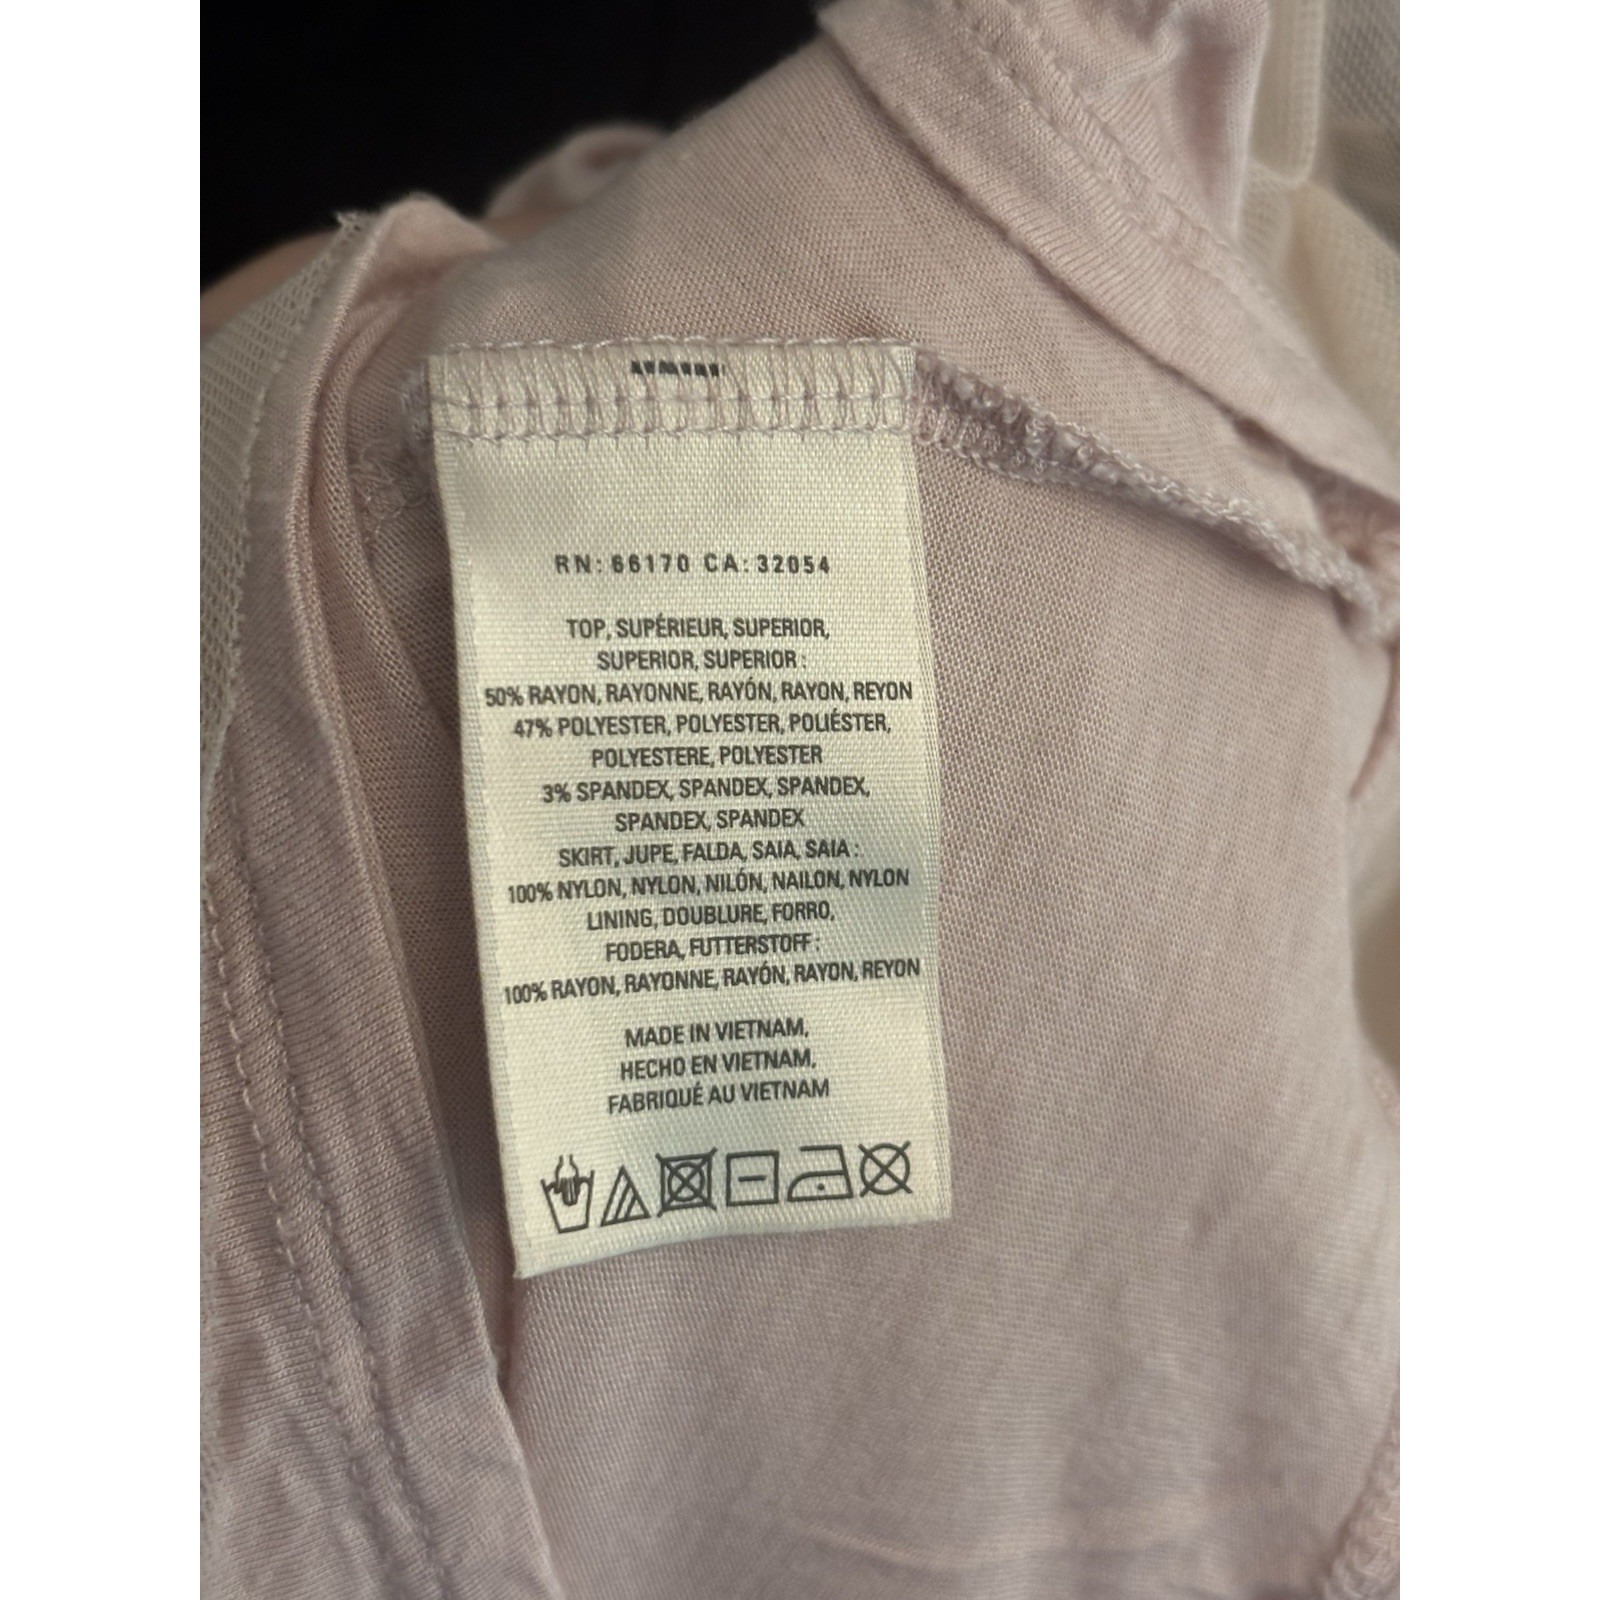 RN: 66170 CA: 32054
TOP, SUPÉRIEUR, SUPERIOR,
SUPERIOR, SUPERIOR :
50% RAYON, RAYONNE, RAYÓN, RAYON, REYON
47% POLYESTER, POLYESTER, POLIÉSTER,
POLYESTERE, POLYESTER
3% SPANDEX, SPANDEX, SPANDEX,
SPANDEX, SPANDEX
SKIRT, JUPE, FALDA, SAIA, SAIA :
100% NYLON, NYLON, NILÓN, NAILON, NYLON
LINING, DOUBLURE, FORRO,
FODERA, FUTTERSTOFF :
100% RAYON, RAYONNE, RAYÓN, RAYON, REYON
MADE IN VIETNAM,
HECHO EN VIETNAM,
FABRIQUÉ AU VIETNAM